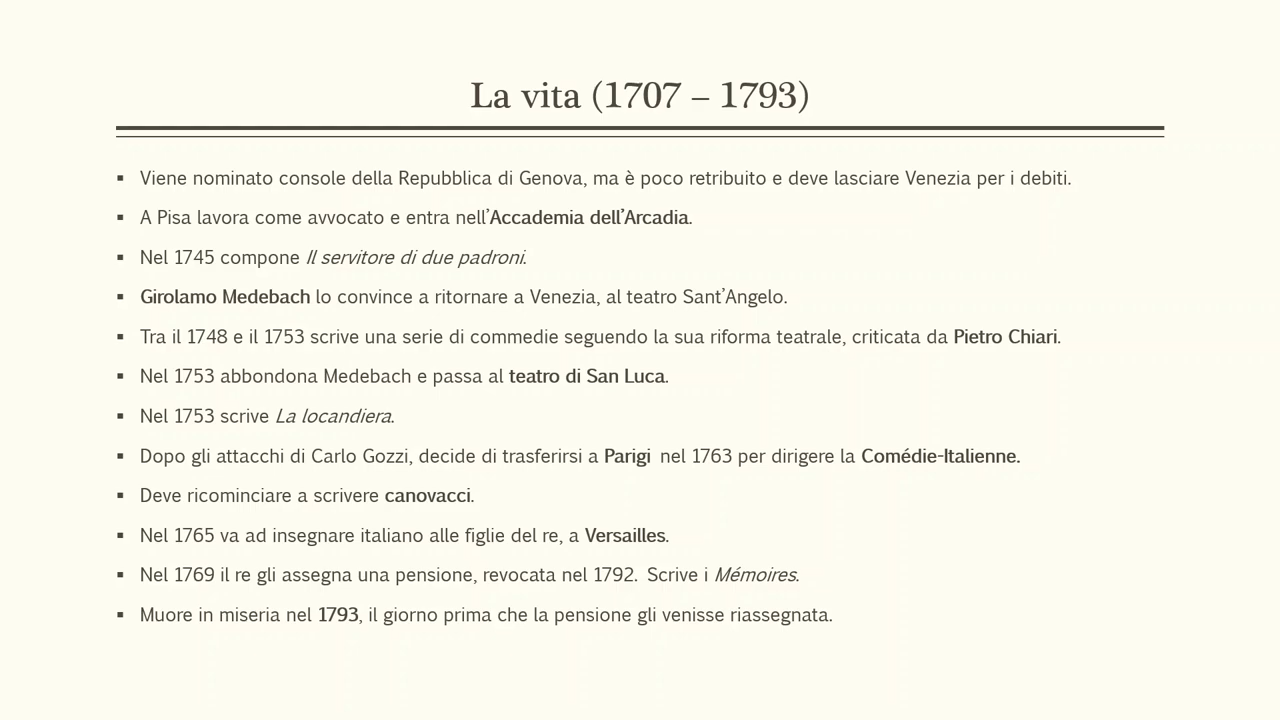 La vita (1707 – 1793)
▪ Viene nominato console della Repubblica di Genova, ma è poco retribuito e deve lasciare Venezia per i debiti.
▪ A Pisa lavora come avvocato e entra nell’Accademia dell’Arcadia.
▪ Nel 1745 compone Il servitore di due padroni.
▪ Girolamo Medebach lo convince a ritornare a Venezia, al teatro Sant’Angelo.
▪ Tra il 1748 e il 1753 scrive una serie di commedie seguendo la sua riforma teatrale, criticata da Pietro Chiari.
▪ Nel 1753 abbondona Medebach e passa al teatro di San Luca.
▪ Nel 1753 scrive La locandiera.
▪ Dopo gli attacchi di Carlo Gozzi, decide di trasferirsi a Parigi nel 1763 per dirigere la Comédie-Italienne.
▪ Deve ricominciare a scrivere canovacci.
▪ Nel 1765 va ad insegnare italiano alle figlie del re, a Versailles.
▪ Nel 1769 il re gli assegna una pensione, revocata nel 1792. Scrive i Mémoires.
▪ Muore in miseria nel 1793, il giorno prima che la pensione gli venisse riassegnata.